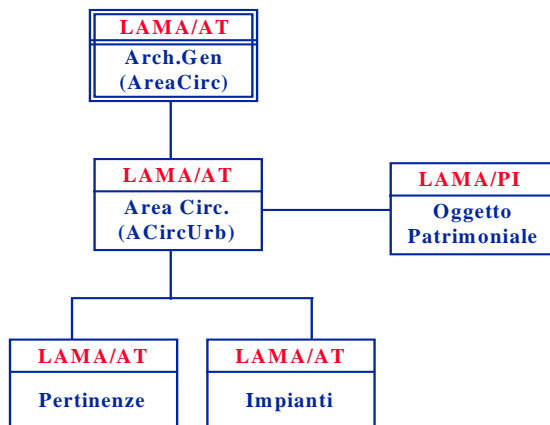 LAMA/AT
Arch.Gen
(AreaCirc)
LAMA/AT
Area Circ.
(ACircUrb)
LAMA/PI
Oggetto
Patrimoniale
LAMA/AT
Pertinenze
LAMA/AT
Impianti